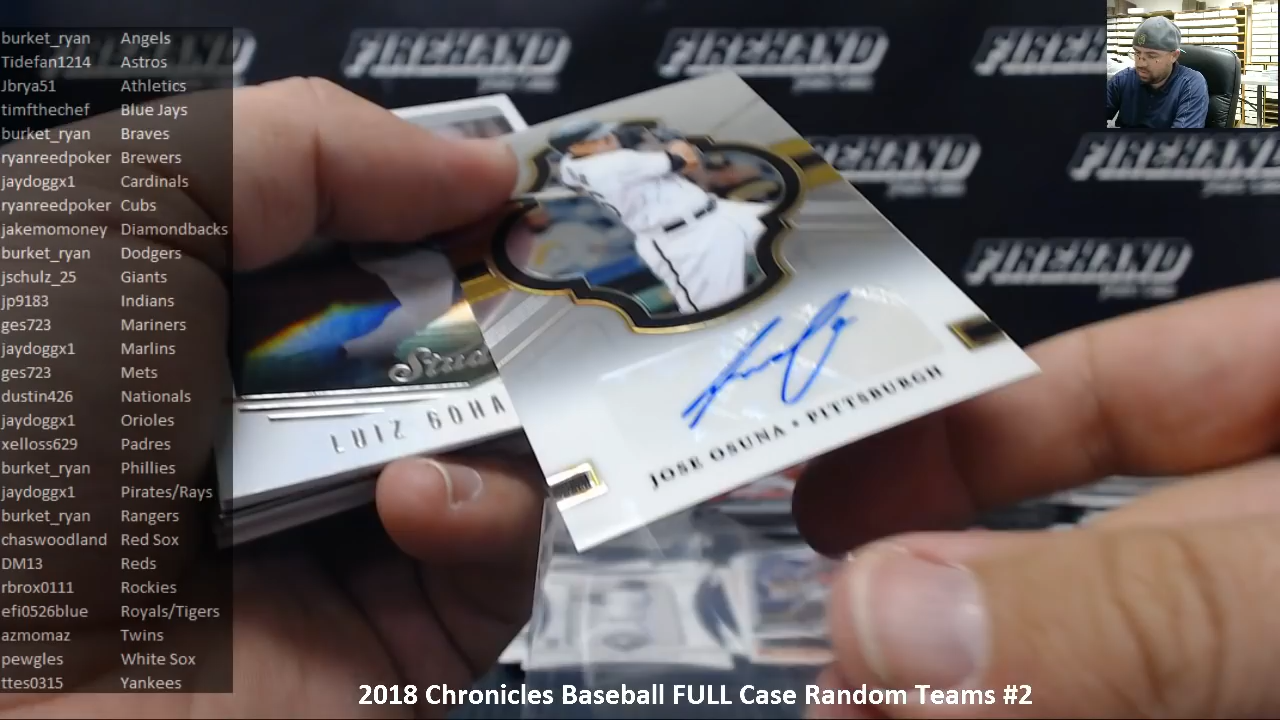 burket_ryan Angels
Tidefan1214 Astros
Jbrya51 Athletics
timfthechef Blue Jays
burket_ryan Braves
ryanreedpoker Brewers
jaydoggx1 Cardinals
ryanreedpoker Cubs
jakemomoney Diamondbacks
burket_ryan Dodgers
jschulz_25 Giants
jp9183 Indians
ges723 Mariners
jaydoggx1 Marlins
ges723 Mets
dustin426 Nationals
jaydoggx1 Orioles
xelloss629 Padres
burket_ryan Phillies
jaydoggx1 Pirates/Rays
burket_ryan Rangers
chaswoodland Red Sox
DM13 Reds
rbrox0111 Rockies
efi0526blue Royals/Tigers
azmomaz Twins
pewgles White Sox
ttes0315 Yankees
FIREHAND FIREHAND FIREHAND
FIREHAND FIREHAND
FIREHAND
LUIZ GOHA
JOSE OSUNA • PITTSBURGH
2018 Chronicles Baseball FULL Case Random Teams #2